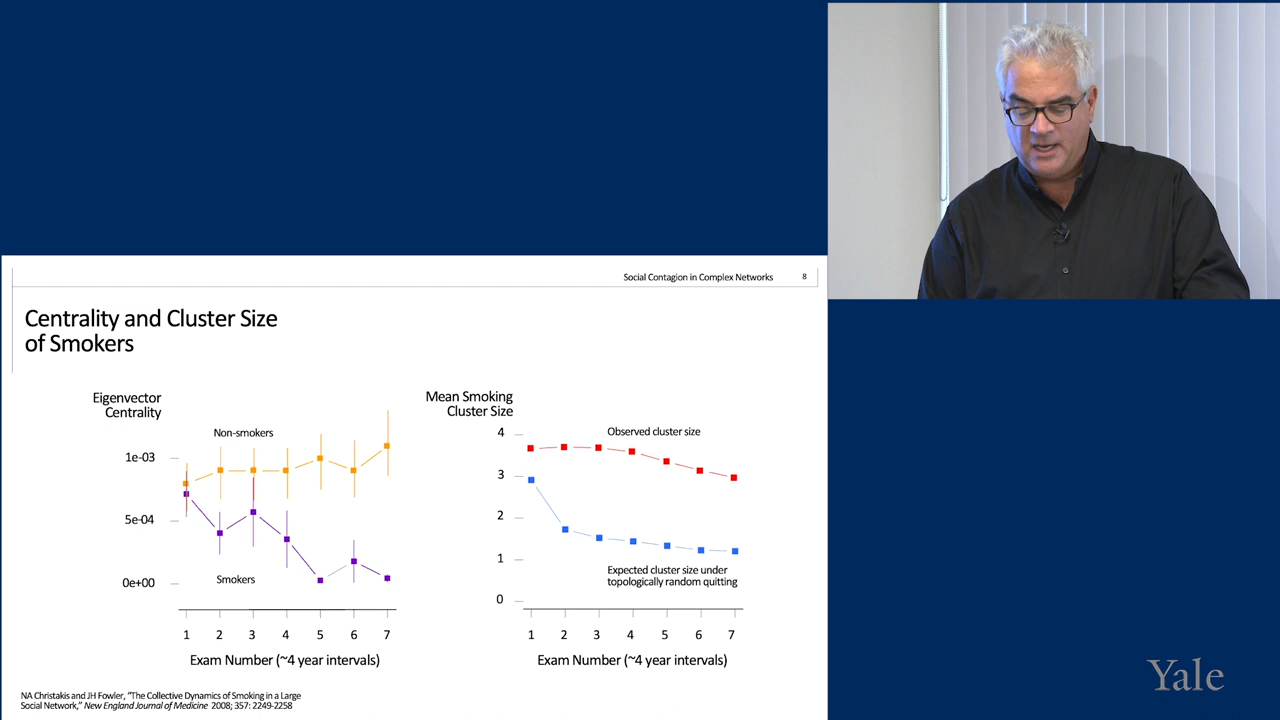 Social Contagion in Complex Networks 8
Centrality and Cluster Size
of Smokers
Eigenvector
Centrality
Non-smokers
1e-03
5e-04
0e+00
Smokers
1 2 3 4 5 6 7
Exam Number (~4 year intervals)
Mean Smoking
Cluster Size
4
3
2
1
0
Observed cluster size
Expected cluster size under
topologically random quitting
1 2 3 4 5 6 7
Exam Number (~4 year intervals)
NA Christakis and JH Fowler, "The Collective Dynamics of Smoking in a Large
Social Network," New England Journal of Medicine 2008; 357: 2249-2258
Yale